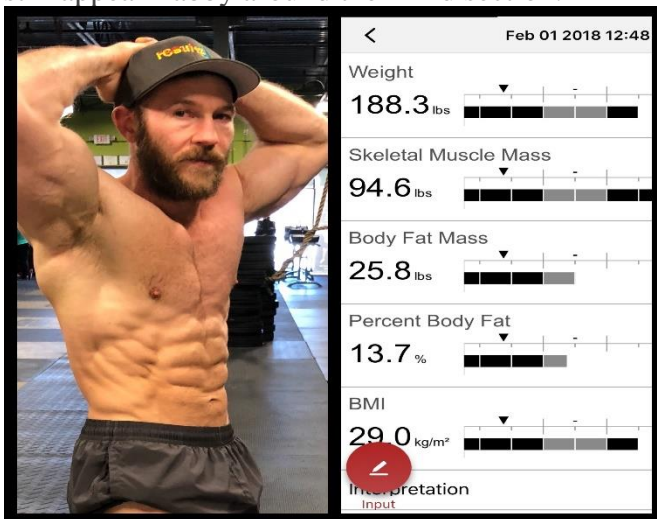 Feb 01 2018 12:48
Weight
188.3 lbs
Skeletal Muscle Mass
94.6 lbs
Body Fat Mass
25.8 lbs
Percent Body Fat
13.7 %
BMI
29.0 kg/m²
Interpretation
Input